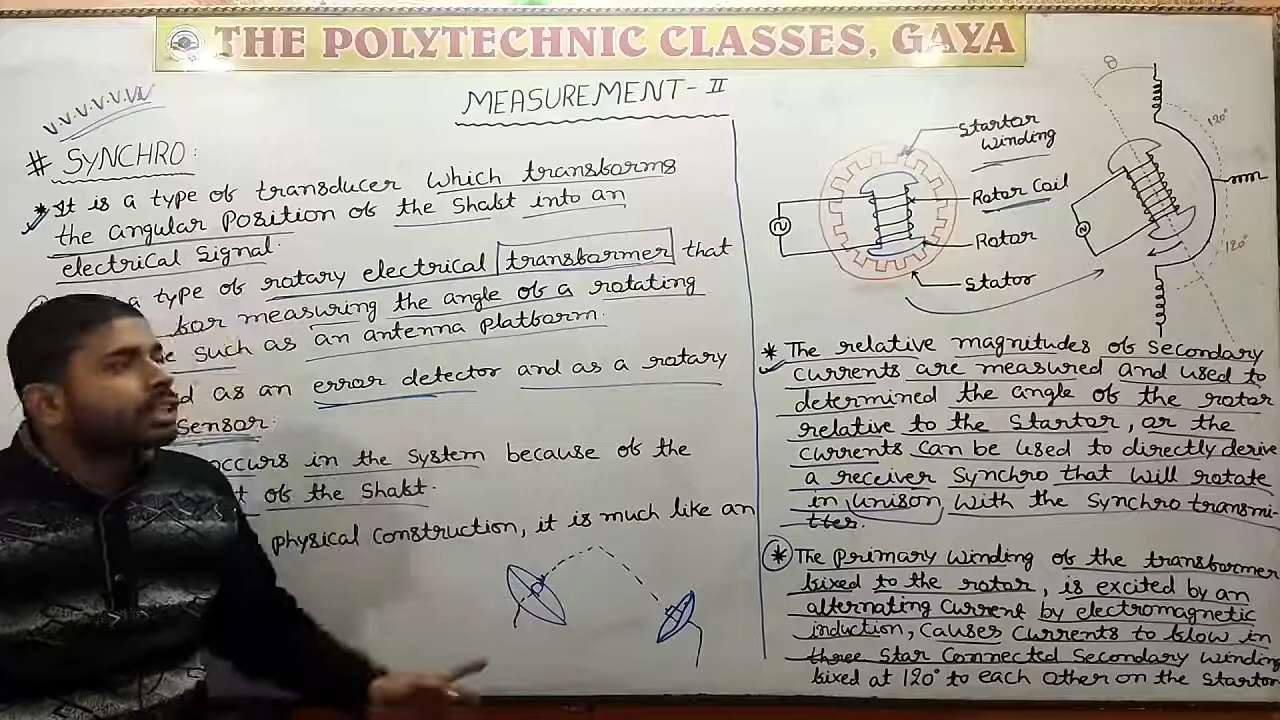 THE POLYTECHNIC CLASSES, GAYA
MEASUREMENT-II
V.V.V.V.VI
# SYNCHRO:
* It is a type of transducer which transforms
the angular position of the shaft into an
electrical signal.
a type of rotary electrical transformer that
for measuring the angle of a rotating
such as an antenna platform.
as an error detector and as a rotary
sensor.
occurs in the system because of the
of the shaft.
physical construction, it is much like an
Startor
winding
Rotor Coil
Rotor
Stator
θ
120°
120°
* The relative magnitudes of secondary
currents are measured and used to
determined the angle of the rotor
relative to the startor, or the
currents can be used to directly derive
a receiver synchro that will rotate
in unison with the synchro transmi-
tter.
* The primary winding of the transformer
fixed to the rotor, is excited by an
alternating current by electromagnetic
induction, causes currents to flow in
three star connected secondary winding
fixed at 120° to each other on the startor